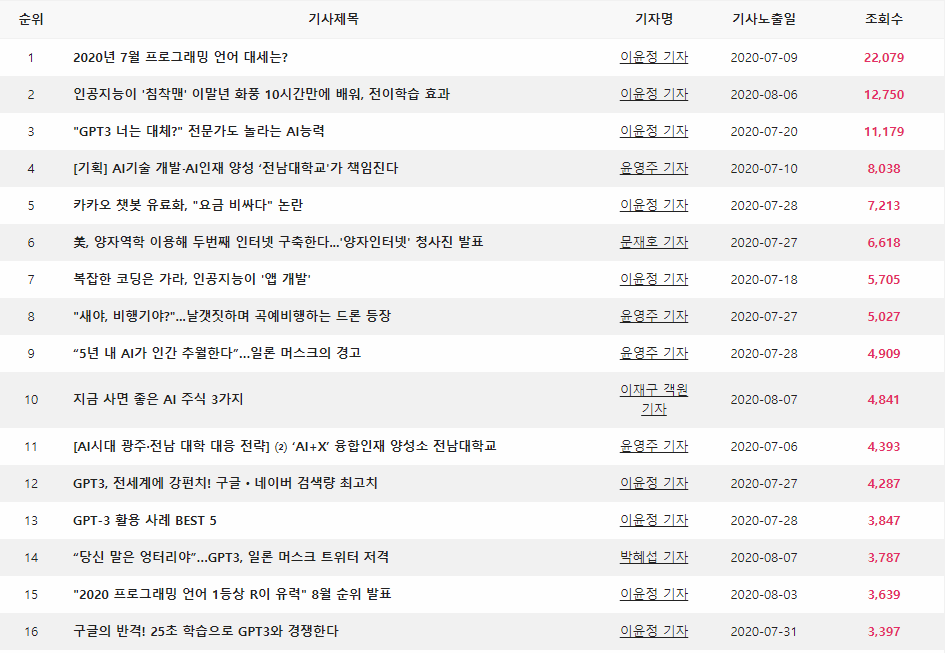 순위 기사제목 기자명 기사노출일 조회수
1 2020년 7월 프로그래밍 언어 대세는? 이윤정 기자 2020-07-09 22,079
2 인공지능이 '침착맨' 이말년 화풍 10시간만에 배워, 전이학습 효과 이윤정 기자 2020-08-06 12,750
3 "GPT3 너는 대체?" 전문가도 놀라는 AI능력 이윤정 기자 2020-07-20 11,179
4 [기획] AI기술 개발·AI인재 양성 ‘전남대학교'가 책임진다 윤영주 기자 2020-07-10 8,038
5 카카오 챗봇 유료화, "요금 비싸다" 논란 이윤정 기자 2020-07-28 7,213
6 美, 양자역학 이용해 두번째 인터넷 구축한다...'양자인터넷' 청사진 발표 문재호 기자 2020-07-27 6,618
7 복잡한 코딩은 가라, 인공지능이 '앱 개발' 이윤정 기자 2020-07-18 5,705
8 "새야, 비행기야?"...날갯짓하며 곡예비행하는 드론 등장 윤영주 기자 2020-07-27 5,027
9 “5년 내 AI가 인간 추월한다”...일론 머스크의 경고 윤영주 기자 2020-07-28 4,909
10 지금 사면 좋은 AI 주식 3가지 이재구 객원 2020-08-07 4,841
기자
11 [AI시대 광주·전남 대학 대응 전략] ⑵ ‘AI+X’ 융합인재 양성소 전남대학교 윤영주 기자 2020-07-06 4,393
12 GPT3, 전세계에 강펀치! 구글・네이버 검색량 최고치 이윤정 기자 2020-07-27 4,287
13 GPT-3 활용 사례 BEST 5 이윤정 기자 2020-07-28 3,847
14 “당신 말은 엉터리야”...GPT3, 일론 머스크 트위터 저격 박혜섭 기자 2020-08-07 3,787
15 "2020 프로그래밍 언어 1등상 R이 유력" 8월 순위 발표 이윤정 기자 2020-08-03 3,639
16 구글의 반격! 25초 학습으로 GPT3와 경쟁한다 이윤정 기자 2020-07-31 3,397